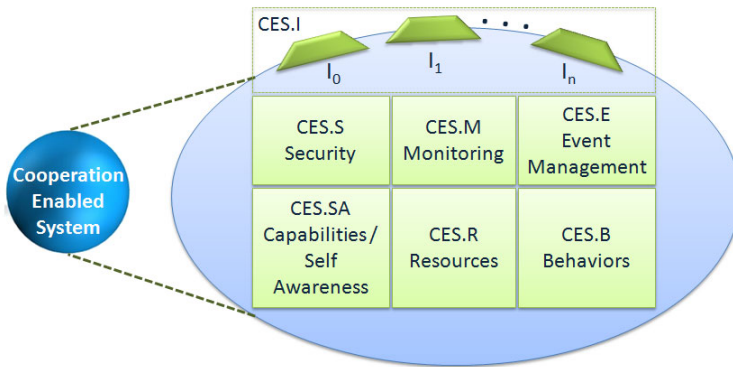 CES.I
I0
I1
. . .
In
CES.S
Security
CES.M
Monitoring
CES.E
Event
Management
Cooperation
Enabled
System
CES.SA
Capabilities/
Self
Awareness
CES.R
Resources
CES.B
Behaviors